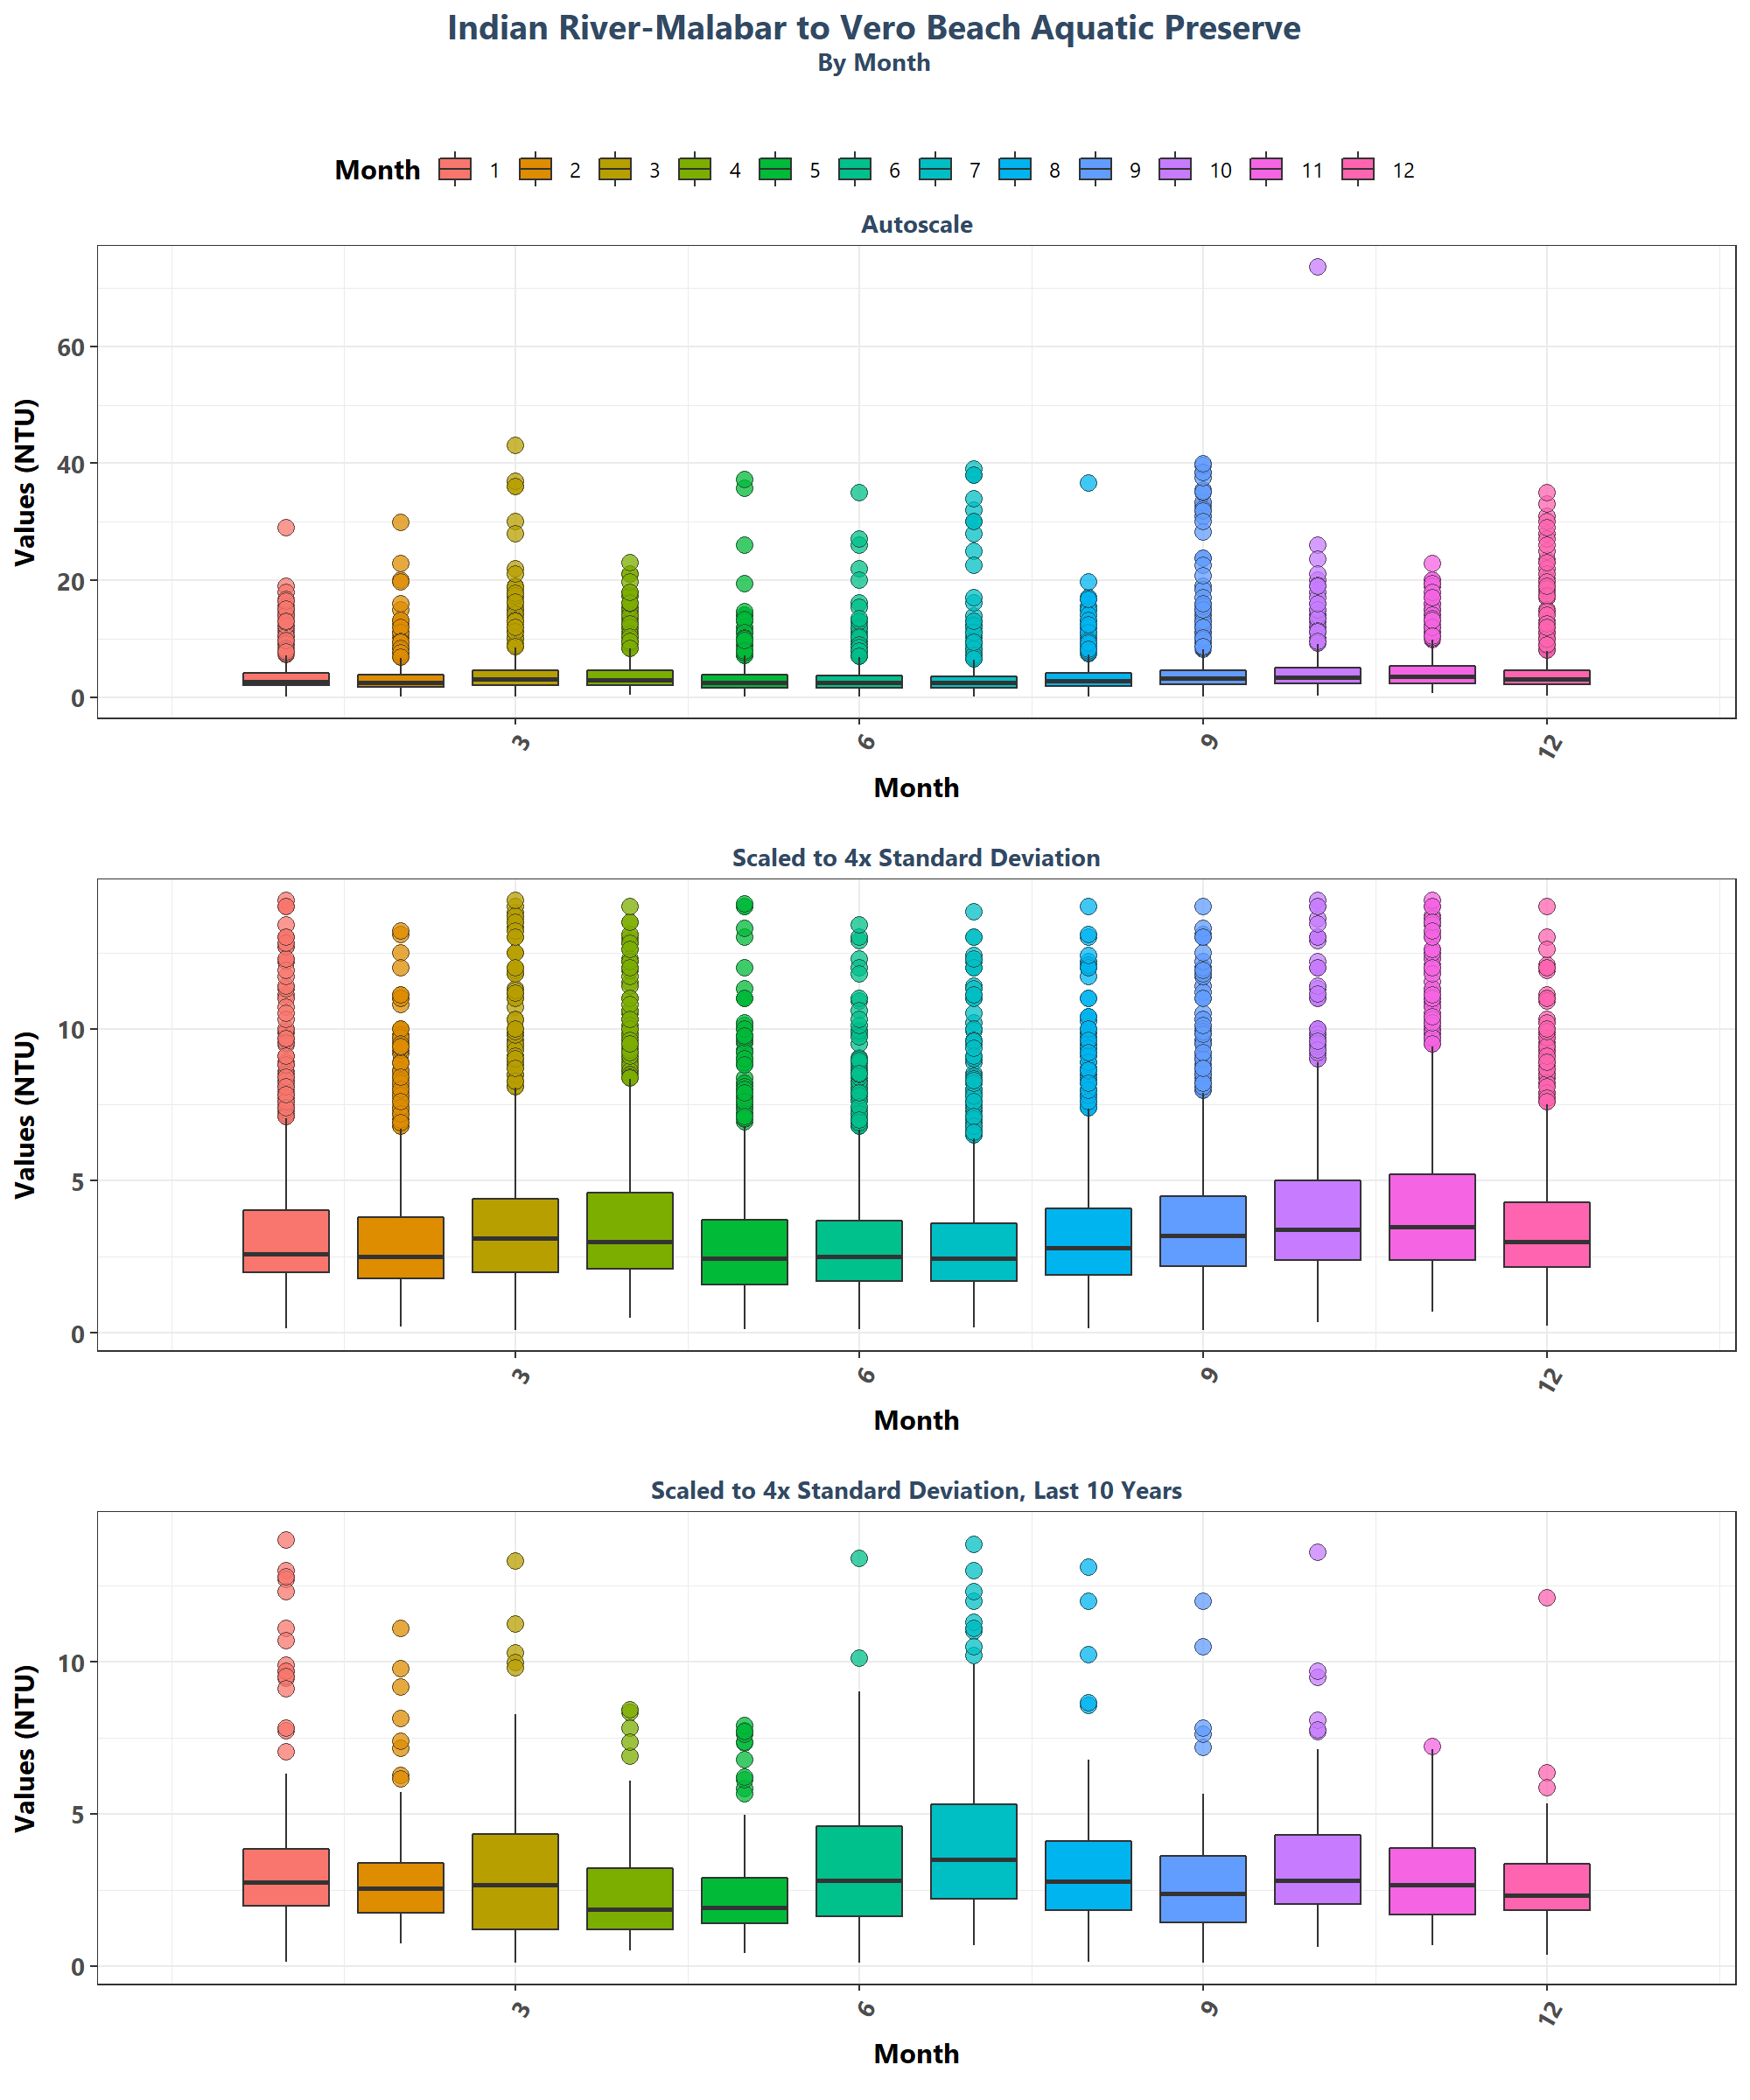 Indian River-Malabar to Vero Beach Aquatic Preserve
By Month
Month 1 2 3 4 5 6 7 8 9 10 11 12
Autoscale
Values (NTU)
60
40
20
0
3 6 9 12
Month
Scaled to 4x Standard Deviation
Values (NTU)
10
5
0
3 6 9 12
Month
Scaled to 4x Standard Deviation, Last 10 Years
Values (NTU)
10
5
0
3 6 9 12
Month